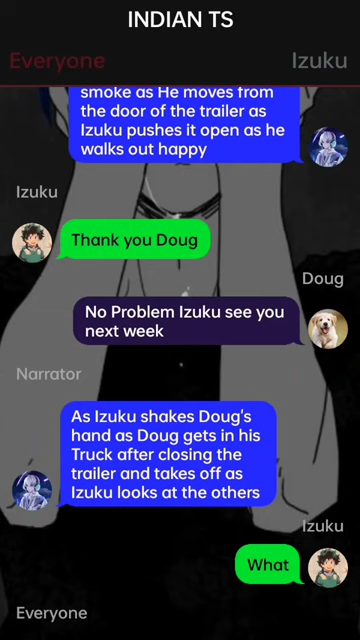 INDIAN TS
Everyone
Izuku
smoke as He moves from
the door of the trailer as
Izuku pushes it open as he
walks out happy
Izuku
Thank you Doug
Doug
No Problem Izuku see you
next week
Narrator
As Izuku shakes Doug's
hand as Doug gets in his
Truck after closing the
trailer and takes off as
Izuku looks at the others
Izuku
What
Everyone